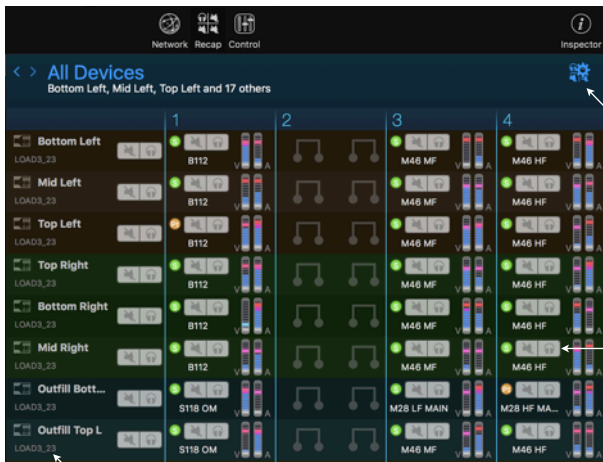 Network Recap Control Inspector
< > All Devices
Bottom Left, Mid Left, Top Left and 17 others
1 2 3 4
Bottom Left
LOAD3_23
S B112 V A
S M46 MF V A
S M46 HF V A
Mid Left
LOAD3_23
S B112 V A
S M46 MF V A
S M46 HF V A
Top Left
LOAD3_23
B112 V A
S M46 MF V A
S M46 HF V A
Top Right
LOAD3_23
S B112 V A
S M46 MF V A
S M46 HF V A
Bottom Right
LOAD3_23
S B112 V A
S M46 MF V A
S M46 HF V A
Mid Right
LOAD3_23
S B112 V A
S M46 MF V A
S M46 HF V A
Outfill Bott...
LOAD3_23
S S118 OM V A
S M28 LF MAIN V A
M28 HF MA... V A
Outfill Top L
LOAD3_23
S S118 OM V A
S M46 MF V A
S M46 HF V A